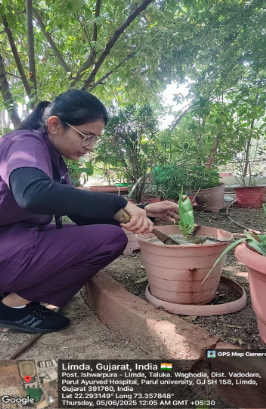 GPS Map Camera
Limda, Gujarat, India
Post. Ishwarpura - Limda, Taluka. Waghodia, Dist. Vadodara,
Parul Ayurved Hospital, Parul university, GJ SH 158, Limda,
Gujarat 391760, India
Lat 22.293149° Long 73.357848°
Thursday, 05/06/2025 12:05 AM GMT +05:30
Google